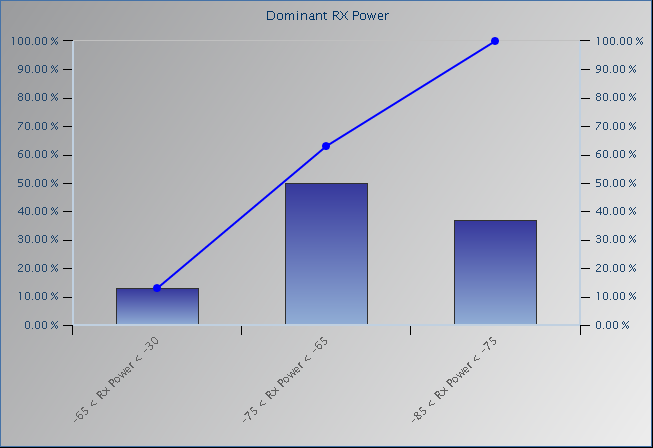 Dominant RX Power
100.00 % 100.00 %
90.00 % 90.00 %
80.00 % 80.00 %
70.00 % 70.00 %
60.00 % 60.00 %
50.00 % 50.00 %
40.00 % 40.00 %
30.00 % 30.00 %
20.00 % 20.00 %
10.00 % 10.00 %
0.00 % 0.00 %
-65 < Rx Power < -30
-75 < Rx Power < -65
-85 < Rx Power < -75